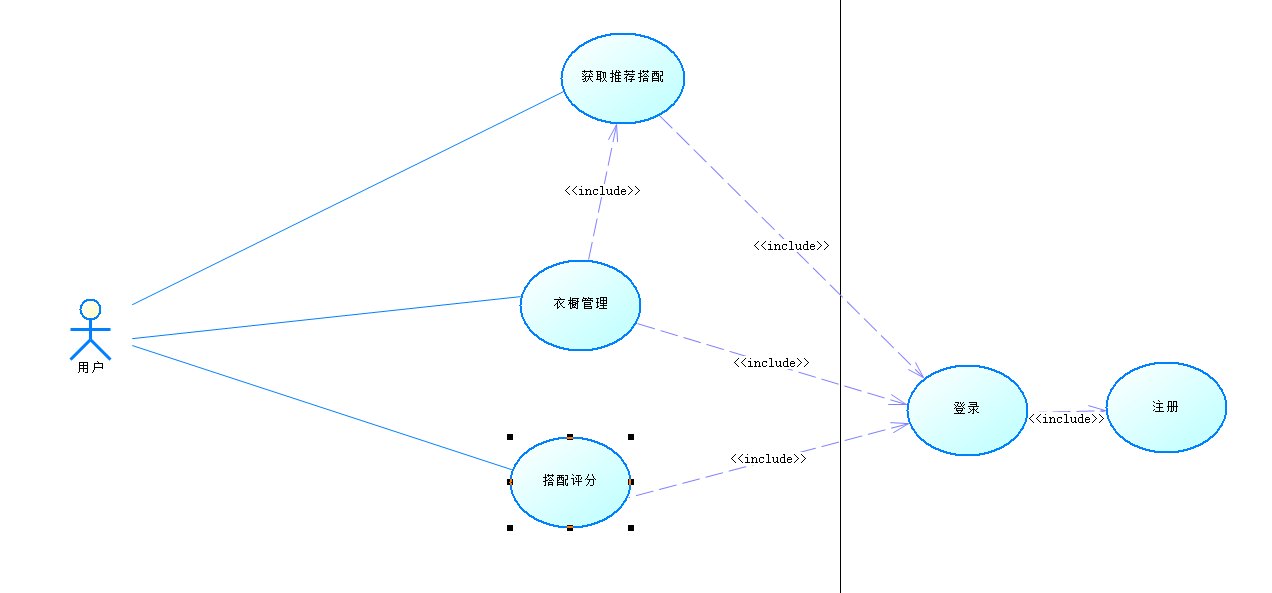 获取推荐搭配
<<include>>
<<include>>
衣橱管理
用户
<<include>>
登录
注册
<<include>>
<<include>>
搭配评分